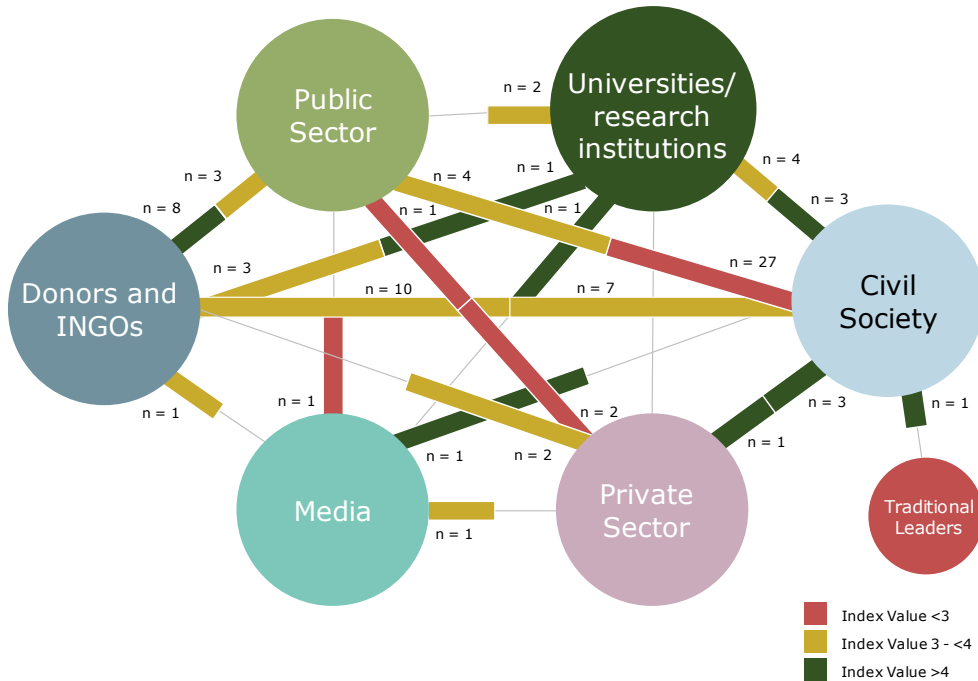 Public
Sector
Universities/
research
institutions
n = 2
n = 3
n = 4
n = 1
n = 4
n = 8
n = 1
n = 1
n = 3
Donors and
INGOs
n = 3
n = 10
n = 7
n = 27
Civil
Society
n = 1
n = 1
n = 2
n = 3
n = 1
n = 1
n = 2
n = 1
Media
n = 1
Private
Sector
Traditional
Leaders
Index Value <3
Index Value 3 - <4
Index Value >4